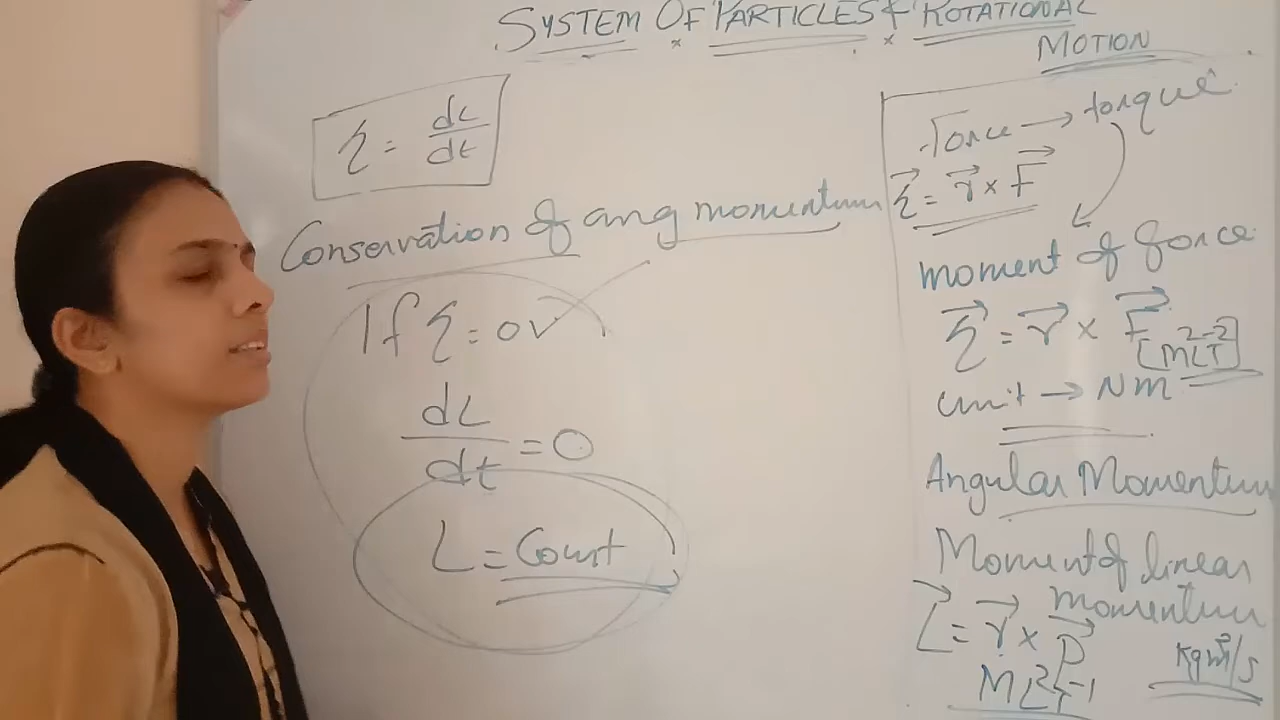 SYSTEM OF PARTICLES & ROTATIONAL
MOTION
τ = dL/dt
Conservation of ang momentum
If τ = 0
dL/dt = 0
L = Const
Force → torque
τ⃗ = r⃗ × F⃗
moment of force
τ⃗ = r⃗ × F⃗
[ML²T⁻²]
unit → Nm
Angular Momentum
Moment of linear
momentum
L⃗ = r⃗ × p⃗
kgm²/s
ML²T⁻¹